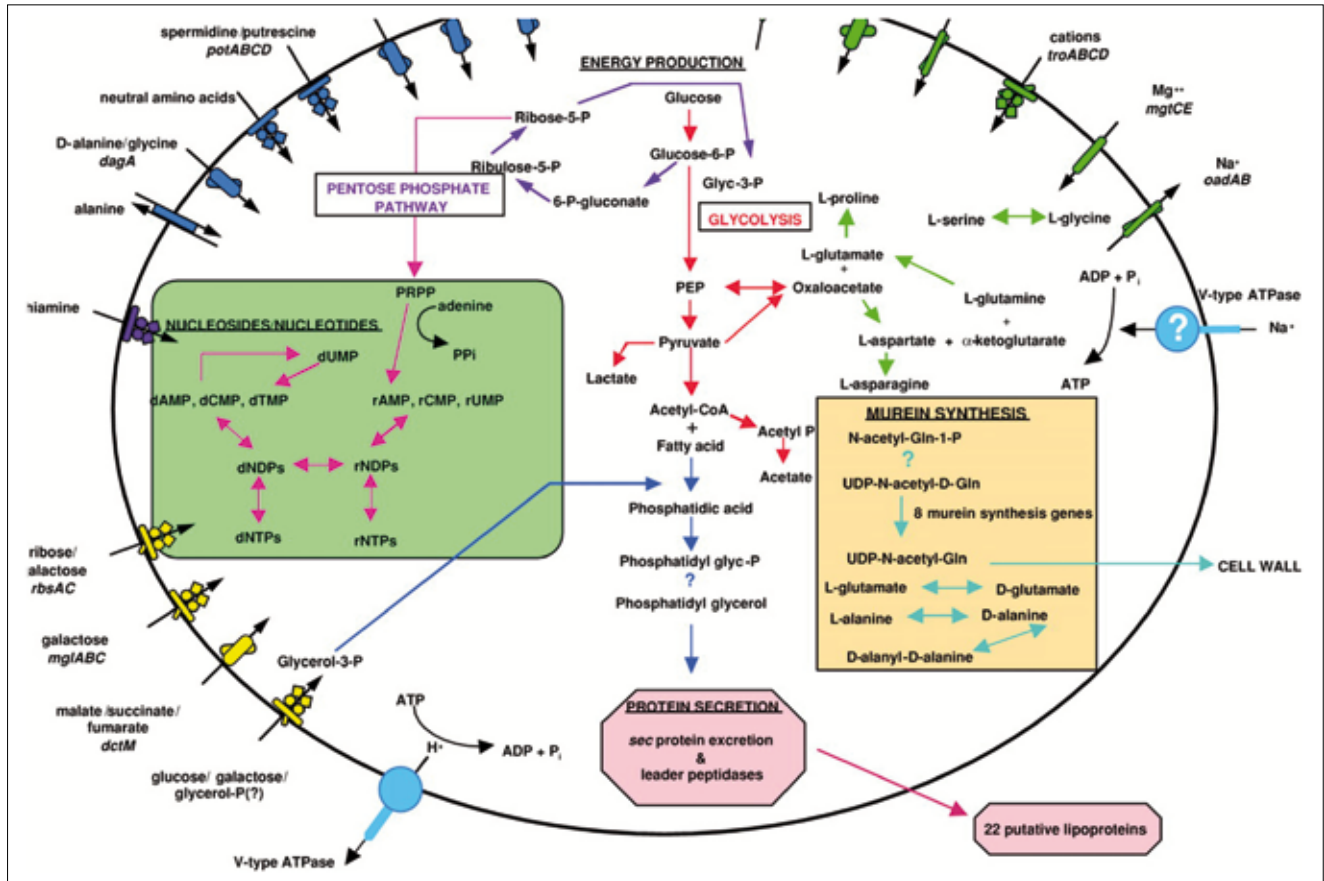 spermidine/putrescine
potABCD
neutral amino acids
D-alanine/glycine
dagA
alanine
hiamine
ENERGY PRODUCTION
Glucose
Ribose-5-P
Glucose-6-P
Ribulose-5-P
Glyc-3-P
6-P-gluconate
PENTOSE PHOSPHATE
PATHWAY
GLYCOLYSIS
cations
troABCD
Mg++
mgtCE
Na+
oadAB
L-proline
L-serine
L-glycine
L-glutamate
+
Oxaloacetate
L-glutamine
+
α-ketoglutarate
L-aspartate +
L-asparagine
ADP + Pi
V-type ATPase
?
Na+
ATP
PRPP
adenine
NUCLEOSIDES/NUCLEOTIDES
PPi
dUMP
dAMP, dCMP, dTMP
rAMP, rCMP, rUMP
dNDPs
rNDPs
dNTPs
rNTPs
PEP
Pyruvate
Lactate
Acetyl-CoA
+
Fatty acid
Acetyl P
Acetate
Phosphatidic acid
Phosphatidyl glyc-P
?
Phosphatidyl glycerol
MUREIN SYNTHESIS
N-acetyl-Gln-1-P
?
UDP-N-acetyl-D-Gln
8 murein synthesis genes
UDP-N-acetyl-Gln
CELL WALL
L-glutamate
D-glutamate
L-alanine
D-alanine
D-alanyl-D-alanine
ribose/
alactose
rbsAC
galactose
mglABC
malate/succinate/
fumarate
dctM
glucose/ galactose/
glycerol-P(?)
Glycerol-3-P
ATP
H+
ADP + Pi
V-type ATPase
PROTEIN SECRETION
sec protein excretion
&
leader peptidases
22 putative lipoproteins